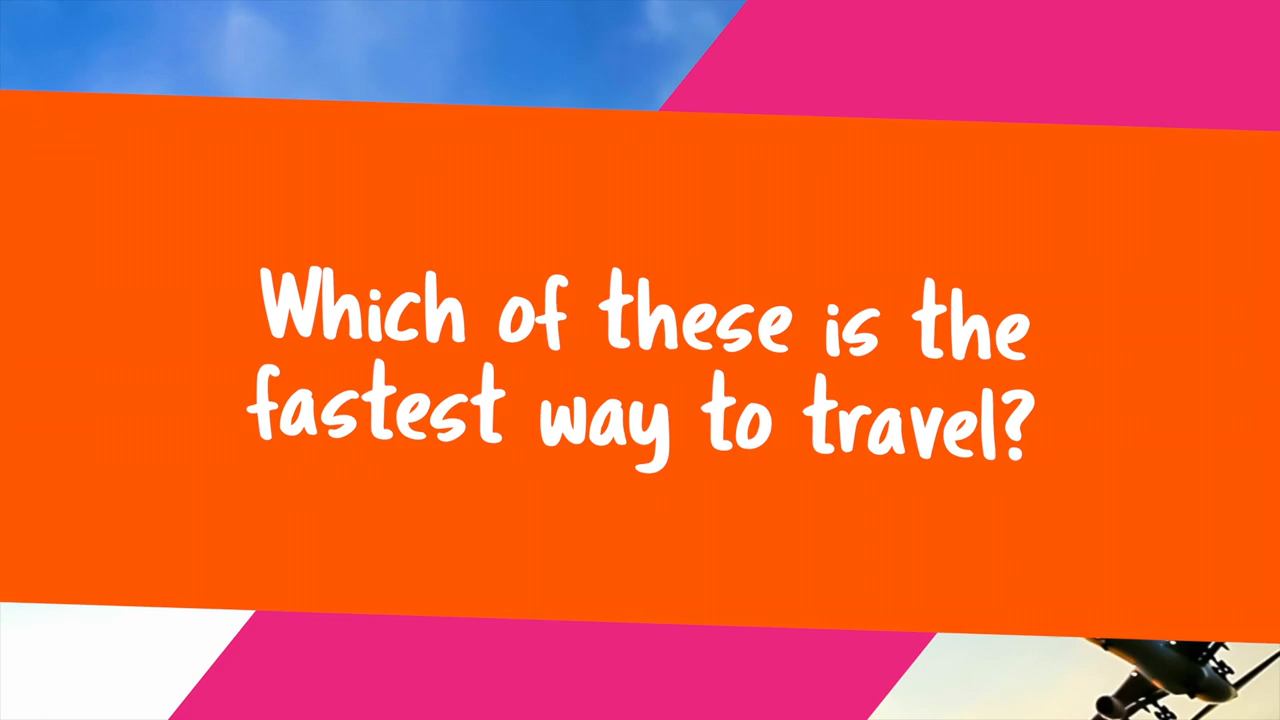 Which of these is the
fastest way to travel?